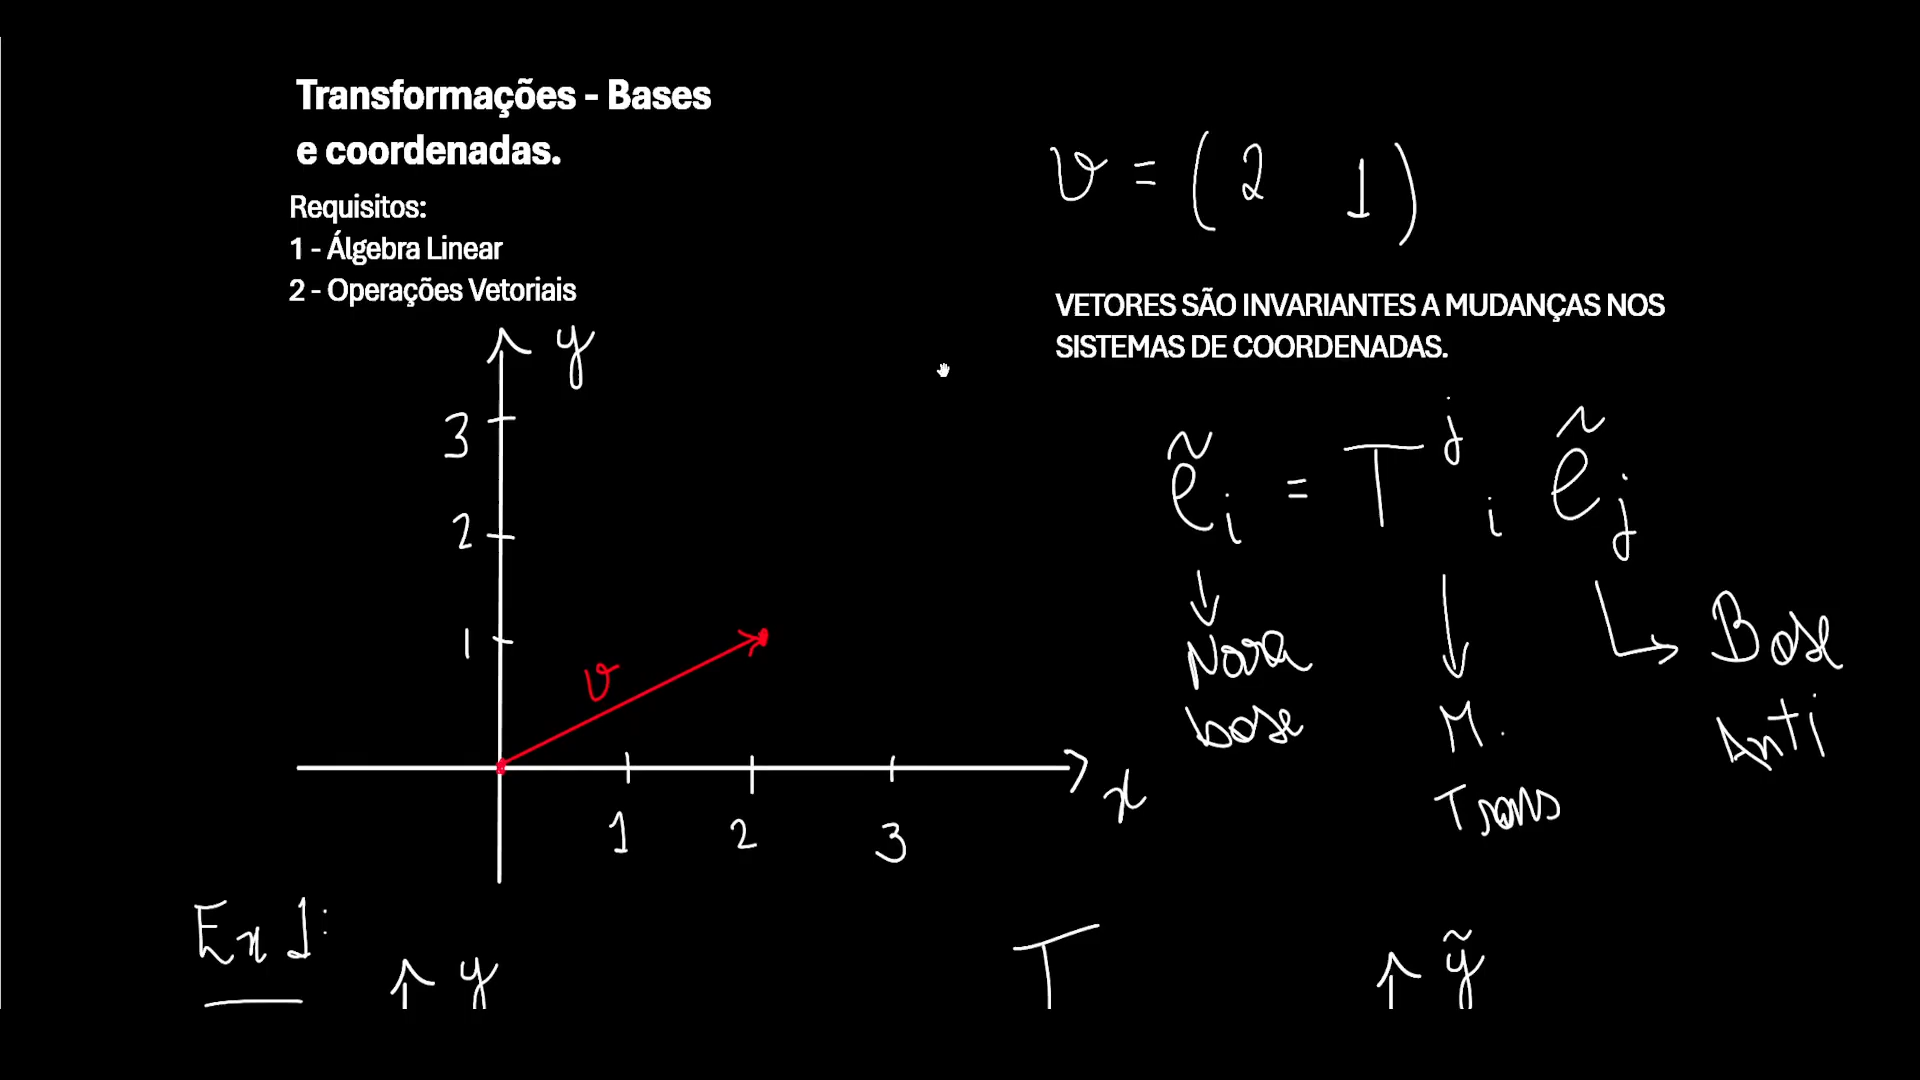 Transformações - Bases
e coordenadas.
Requisitos:
1 - Álgebra Linear
2 - Operações Vetoriais
v = ( 2 1 )
VETORES SÃO INVARIANTES A MUDANÇAS NOS
SISTEMAS DE COORDENADAS.
y
3
2
1
v
1 2 3
x
ẽᵢ = Tʲᵢ ẽⱼ
Nova
base
M.
Trans
Base
Anti
Ex 1:
y
T
ỹ